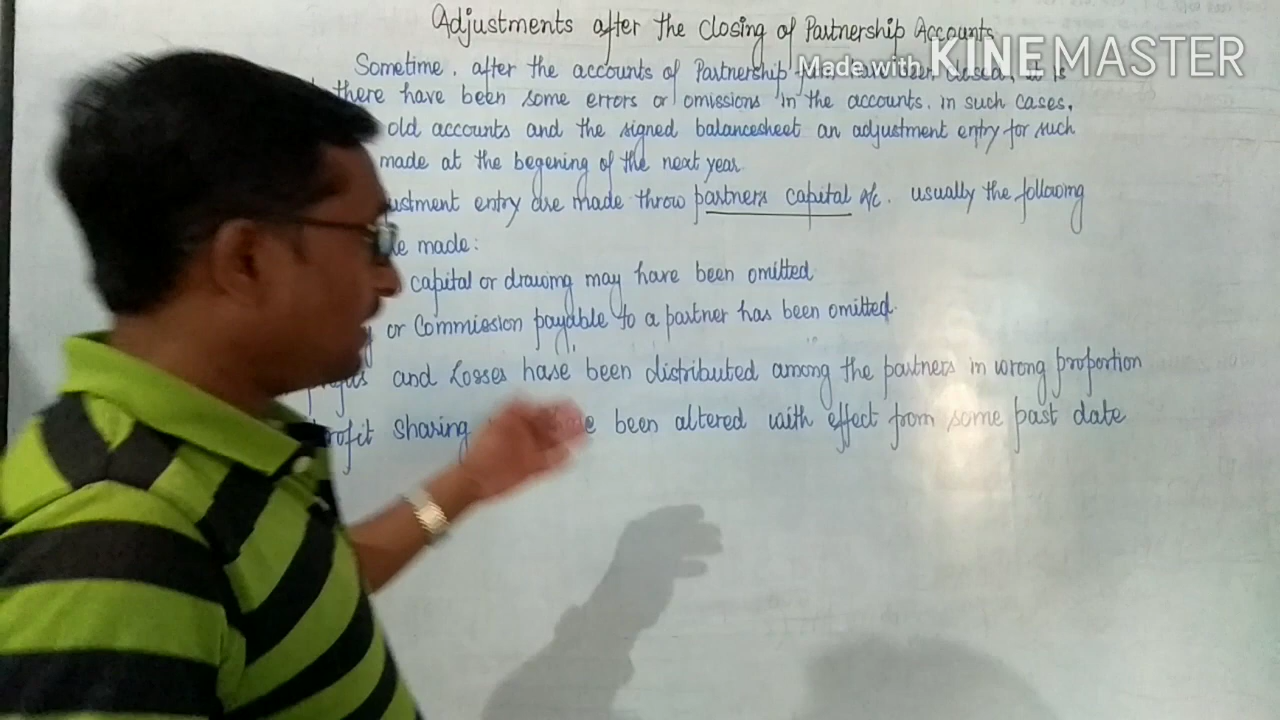 Adjustments after the closing of Partnership Accounts
Made with KINEMASTER
Sometime, after the accounts of Partnership
there have been some errors or omissions in the accounts. in such cases,
old accounts and the signed balancesheet an adjustment entry for such
made at the begening of the next year.
entry are made throw partners capital a/c. usually the following
made:
capital or drawing may have been omitted
or Commission payable to a partner has been omitted.
and Losses have been distributed among the partners in wrong proportion
sharing been altered with effect from some past date